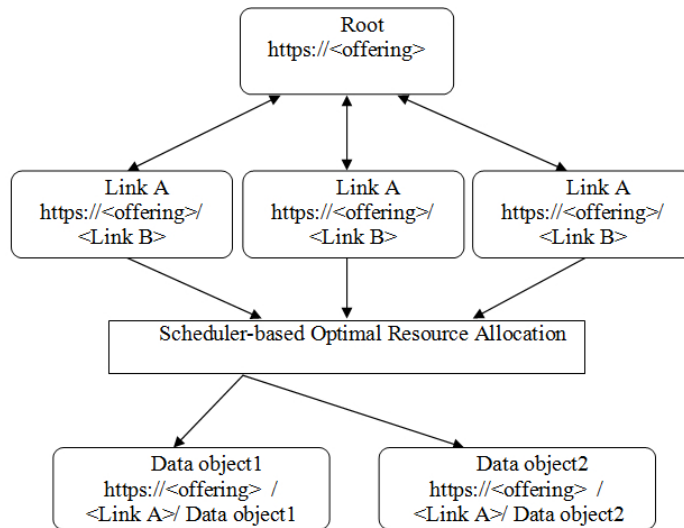 Root
https://<offering>
Link A
https://<offering>/
<Link B>
Link A
https://<offering>/
<Link B>
Link A
https://<offering>/
<Link B>
Scheduler-based Optimal Resource Allocation
Data object1
https://<offering> /
<Link A>/ Data object1
Data object2
https://<offering> /
<Link A>/ Data object2